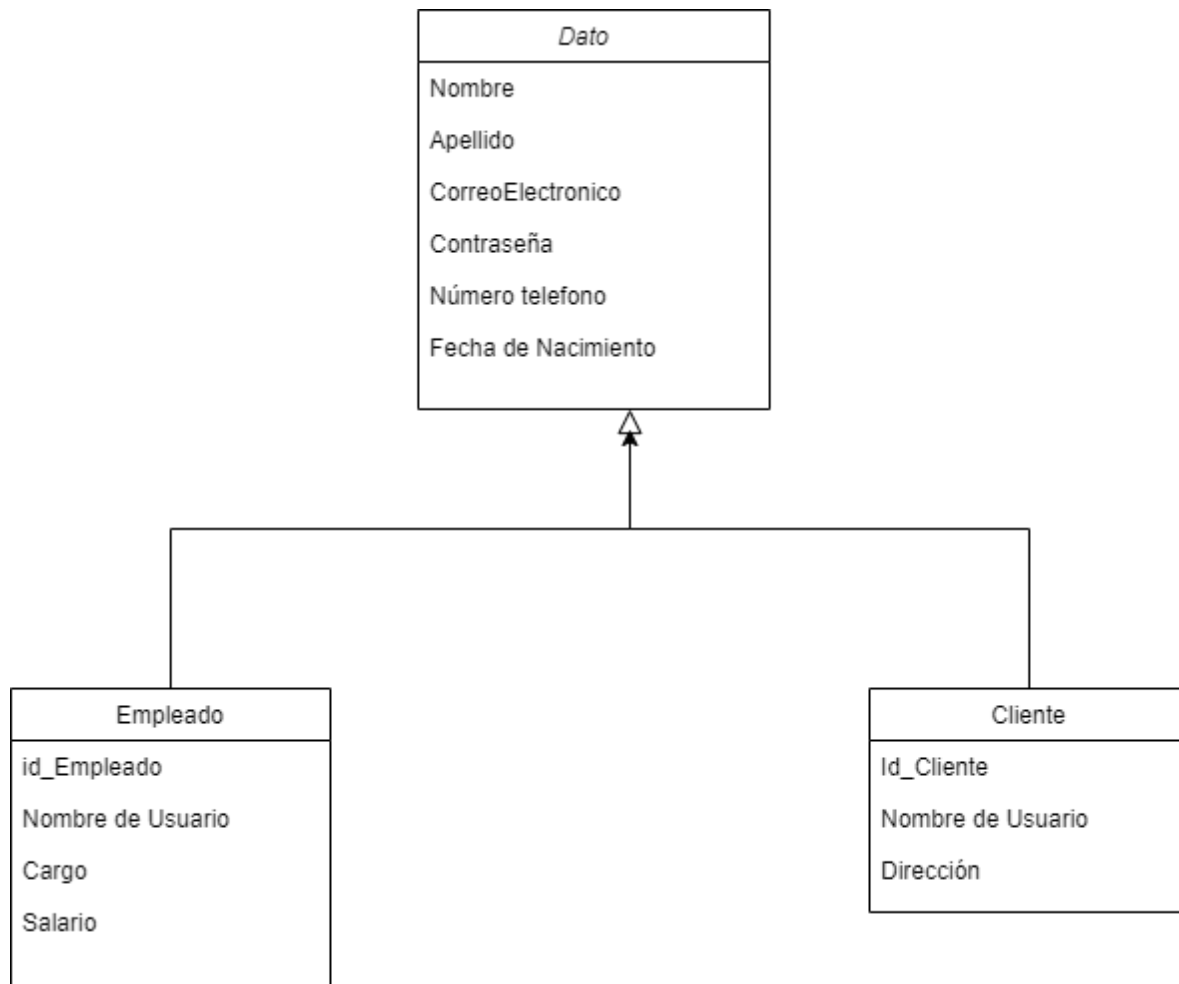 Dato
Nombre
Apellido
CorreoElectronico
Contraseña
Número telefono
Fecha de Nacimiento
Empleado
id_Empleado
Nombre de Usuario
Cargo
Salario
Cliente
Id_Cliente
Nombre de Usuario
Dirección